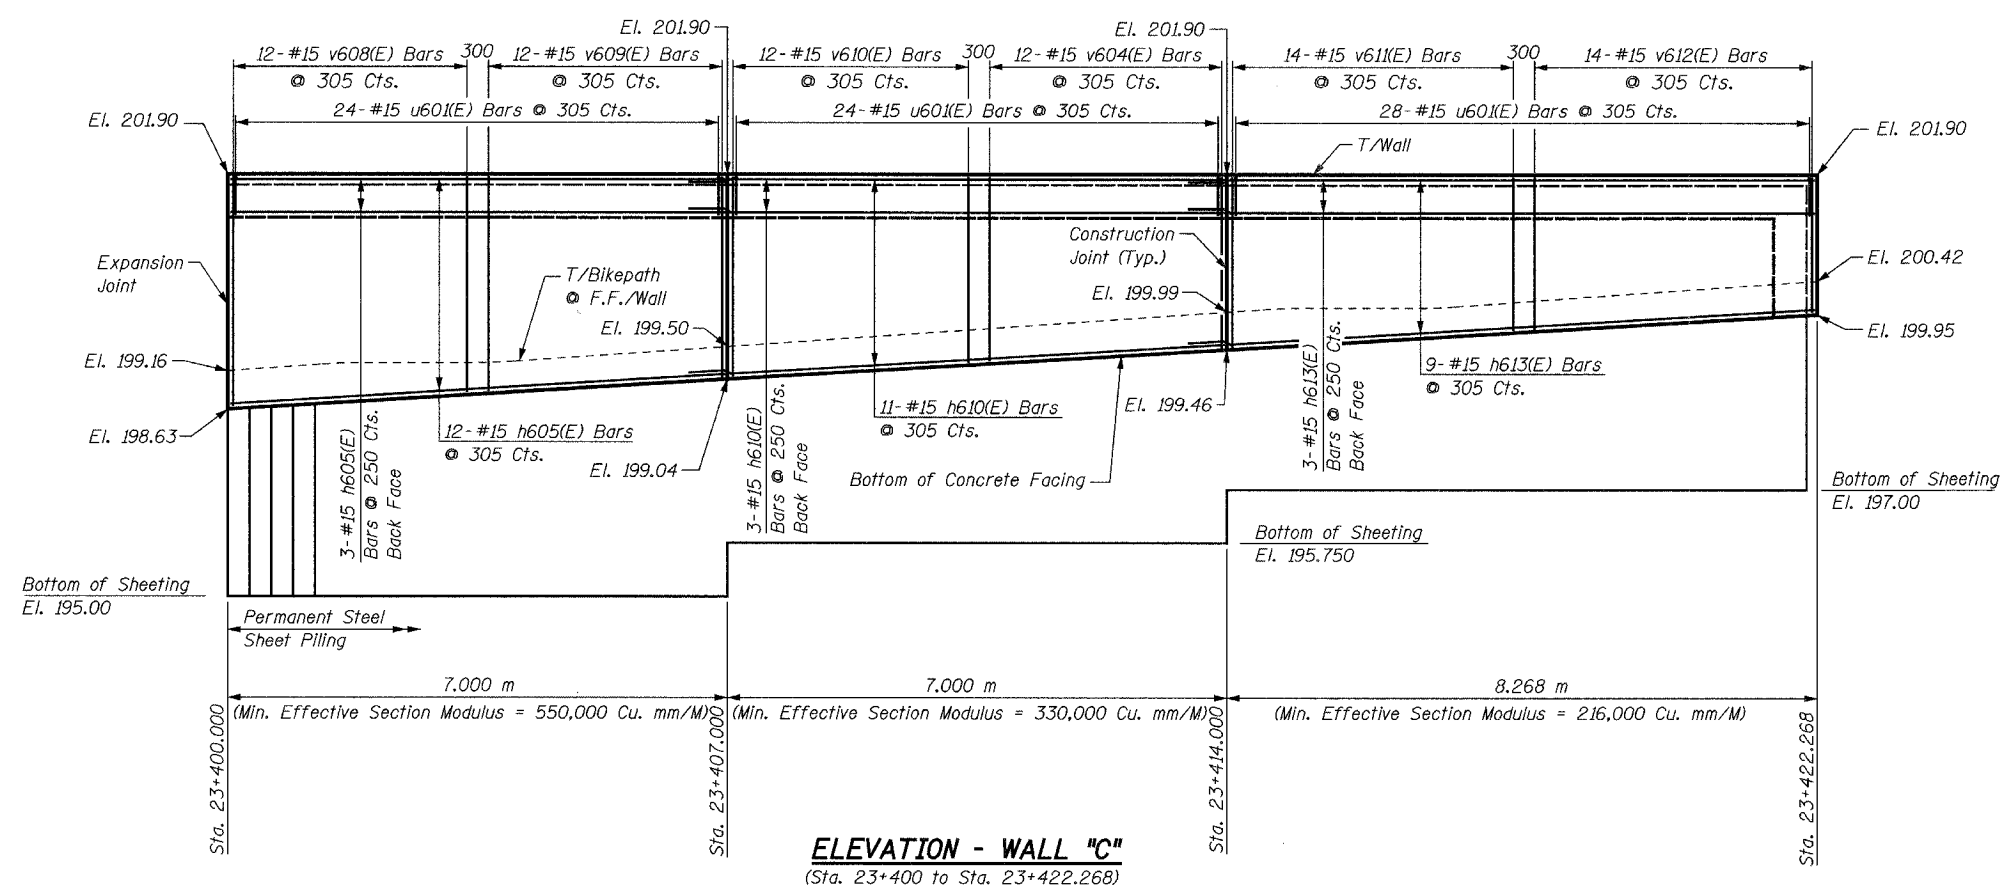 El. 201.90
El. 201.90
12-#15 v608(E) Bars
@ 305 Cts.
300
12-#15 v609(E) Bars
@ 305 Cts.
12-#15 v610(E) Bars
@ 305 Cts.
300
12-#15 v604(E) Bars
@ 305 Cts.
14-#15 v611(E) Bars
@ 305 Cts.
300
14-#15 v612(E) Bars
@ 305 Cts.
24-#15 u601(E) Bars @ 305 Cts.
24-#15 u601(E) Bars @ 305 Cts.
28-#15 u601(E) Bars @ 305 Cts.
El. 201.90
El. 201.90
T/Wall
Expansion
Joint
T/Bikepath
@ F.F./Wall
Construction
Joint (Typ.)
El. 200.42
El. 199.99
El. 199.50
El. 199.95
El. 199.16
El. 198.63
3-#15 h605(E)
Bars @ 250 Cts.
Back Face
12-#15 h605(E) Bars
@ 305 Cts.
El. 199.04
3-#15 h610(E)
Bars @ 250 Cts.
Back Face
11-#15 h610(E) Bars
@ 305 Cts.
El. 199.46
Bottom of Concrete Facing
3-#15 h613(E)
Bars @ 250 Cts.
Back Face
9-#15 h613(E) Bars
@ 305 Cts.
Bottom of Sheeting
El. 197.00
Bottom of Sheeting
El. 195.750
Bottom of Sheeting
El. 195.00
Permanent Steel
Sheet Piling
7.000 m
(Min. Effective Section Modulus = 550,000 Cu. mm/M)
7.000 m
(Min. Effective Section Modulus = 330,000 Cu. mm/M)
8.268 m
(Min. Effective Section Modulus = 216,000 Cu. mm/M)
Sta. 23+400.000
Sta. 23+407.000
Sta. 23+414.000
Sta. 23+422.268
ELEVATION - WALL "C"
(Sta. 23+400 to Sta. 23+422.268)